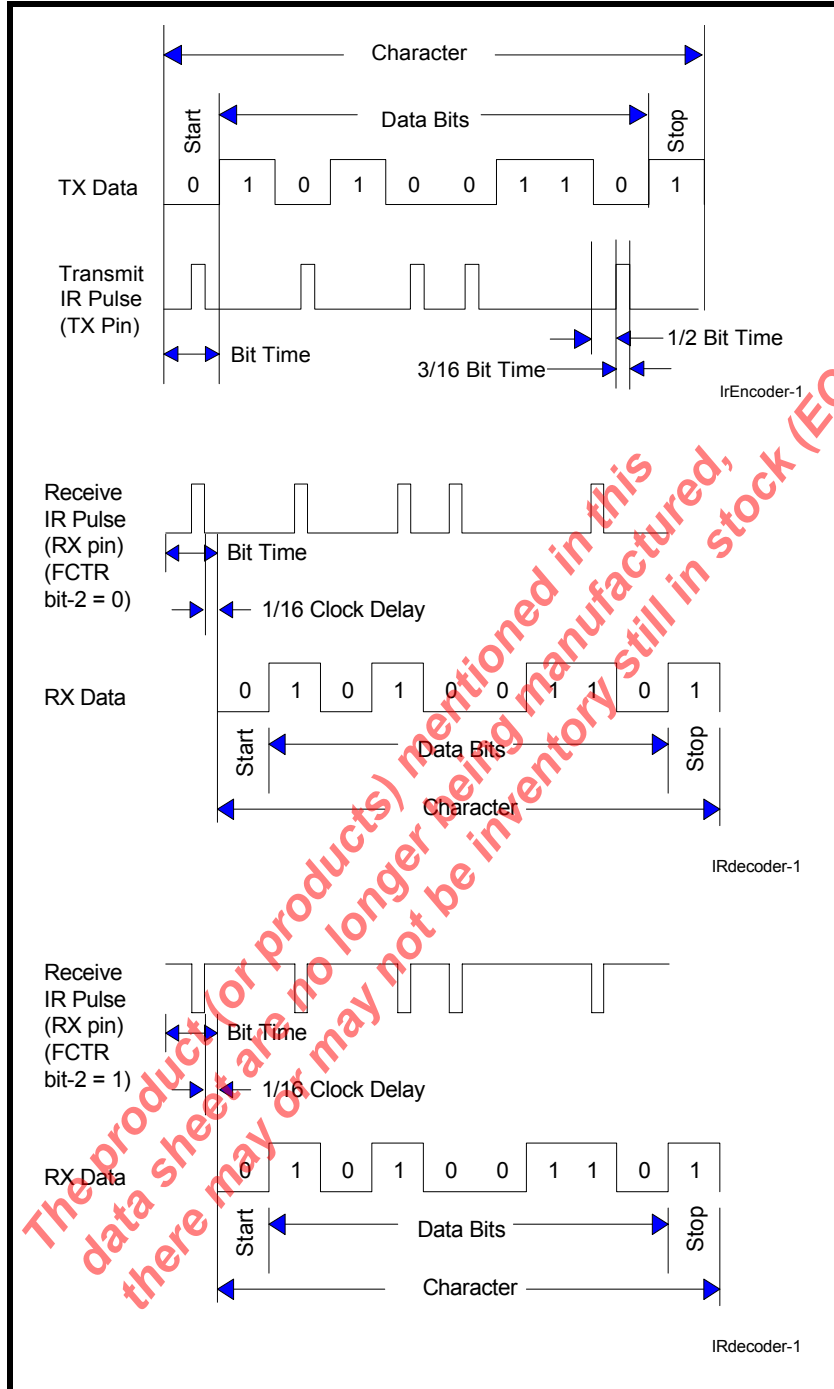 Character
Start
Data Bits
Stop
TX Data
0 1 0 1 0 0 1 1 0 1
Transmit
IR Pulse
(TX Pin)
Bit Time
1/2 Bit Time
3/16 Bit Time
IrEncoder-1
Receive
IR Pulse
(RX pin)
(FCTR
bit-2 = 0)
Bit Time
1/16 Clock Delay
RX Data
0 1 0 1 0 0 1 1 0 1
Start
Data Bits
Stop
Character
IRdecoder-1
Receive
IR Pulse
(RX pin)
(FCTR
bit-2 = 1)
Bit Time
1/16 Clock Delay
RX Data
0 1 0 1 0 0 1 1 0 1
Start
Data Bits
Stop
Character
IRdecoder-1
The product (or products) mentioned in this
data sheet are no longer being manufactured,
there may or may not be inventory still in stock